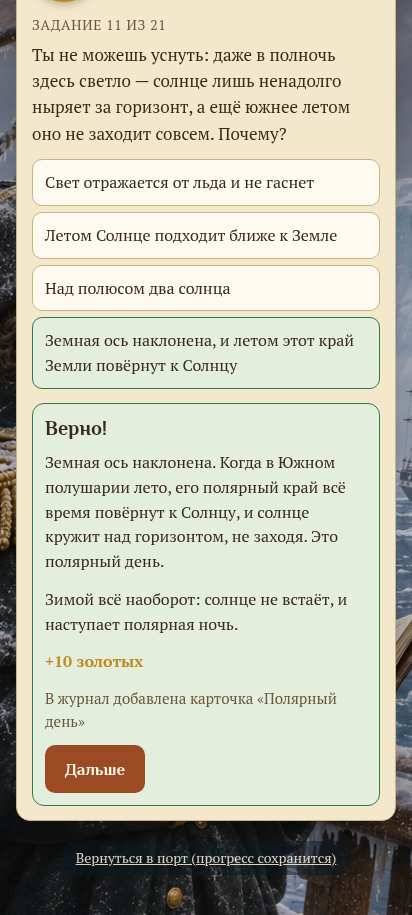 ЗАДАНИЕ 11 ИЗ 21
Ты не можешь уснуть: даже в полночь
здесь светло — солнце лишь ненадолго
ныряет за горизонт, а ещё южнее летом
оно не заходит совсем. Почему?
Свет отражается от льда и не гаснет
Летом Солнце подходит ближе к Земле
Над полюсом два солнца
Земная ось наклонена, и летом этот край
Земли повёрнут к Солнцу
Верно!
Земная ось наклонена. Когда в Южном
полушарии лето, его полярный край всё
время повёрнут к Солнцу, и солнце
кружит над горизонтом, не заходя. Это
полярный день.
Зимой всё наоборот: солнце не встаёт, и
наступает полярная ночь.
+10 золотых
В журнал добавлена карточка «Полярный
день»
Дальше
Вернуться в порт (прогресс сохранится)